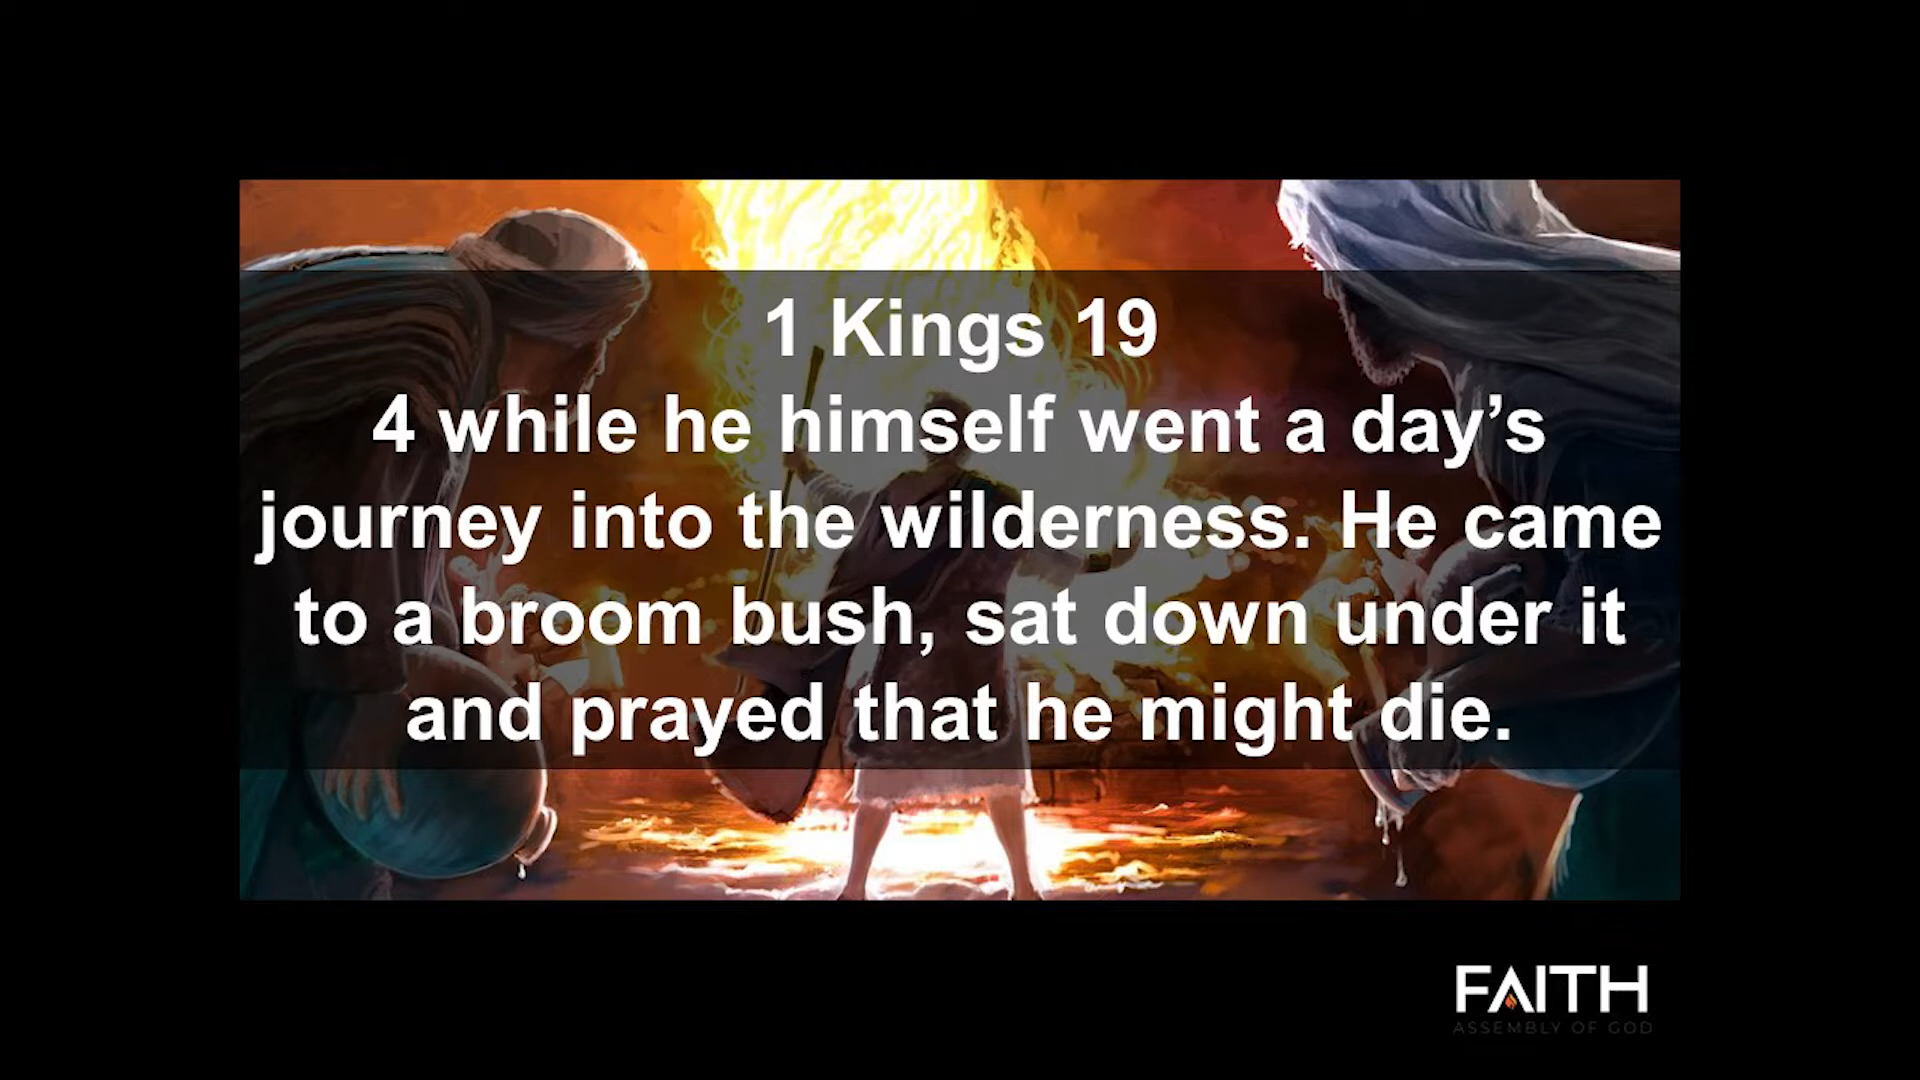 1 Kings 19
4 while he himself went a day’s
journey into the wilderness. He came
to a broom bush, sat down under it
and prayed that he might die.
FAITH
ASSEMBLY OF GOD